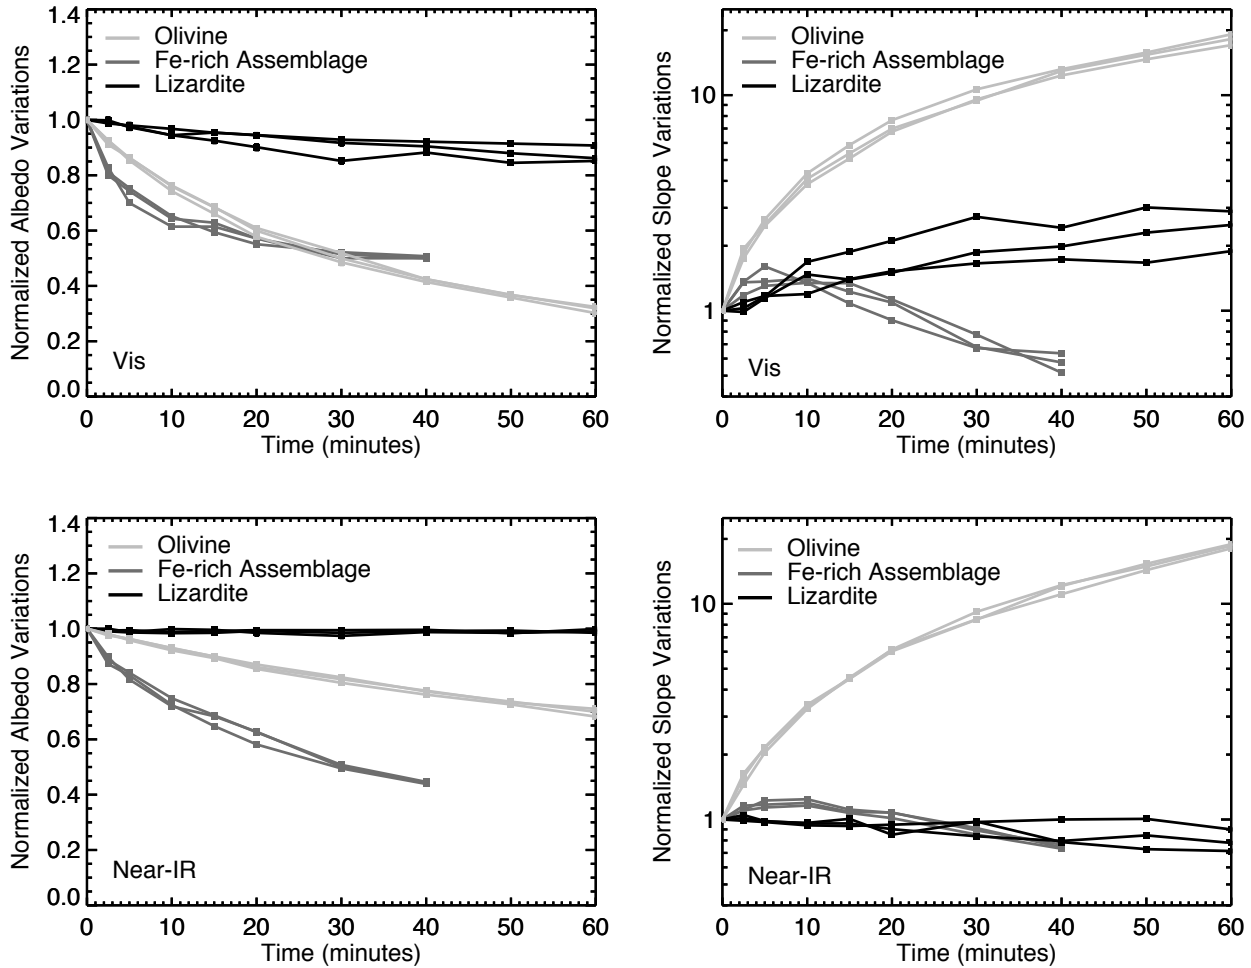 1.4
1.2
1.0
0.8
0.6
0.4
0.2
0.0
Normalized Albedo Variations
Olivine
Fe-rich Assemblage
Lizardite
Vis
0 10 20 30 40 50 60
Time (minutes)
10
1
Normalized Slope Variations
Olivine
Fe-rich Assemblage
Lizardite
Vis
0 10 20 30 40 50 60
Time (minutes)
1.4
1.2
1.0
0.8
0.6
0.4
0.2
0.0
Normalized Albedo Variations
Olivine
Fe-rich Assemblage
Lizardite
Near-IR
0 10 20 30 40 50 60
Time (minutes)
10
1
Normalized Slope Variations
Olivine
Fe-rich Assemblage
Lizardite
Near-IR
0 10 20 30 40 50 60
Time (minutes)